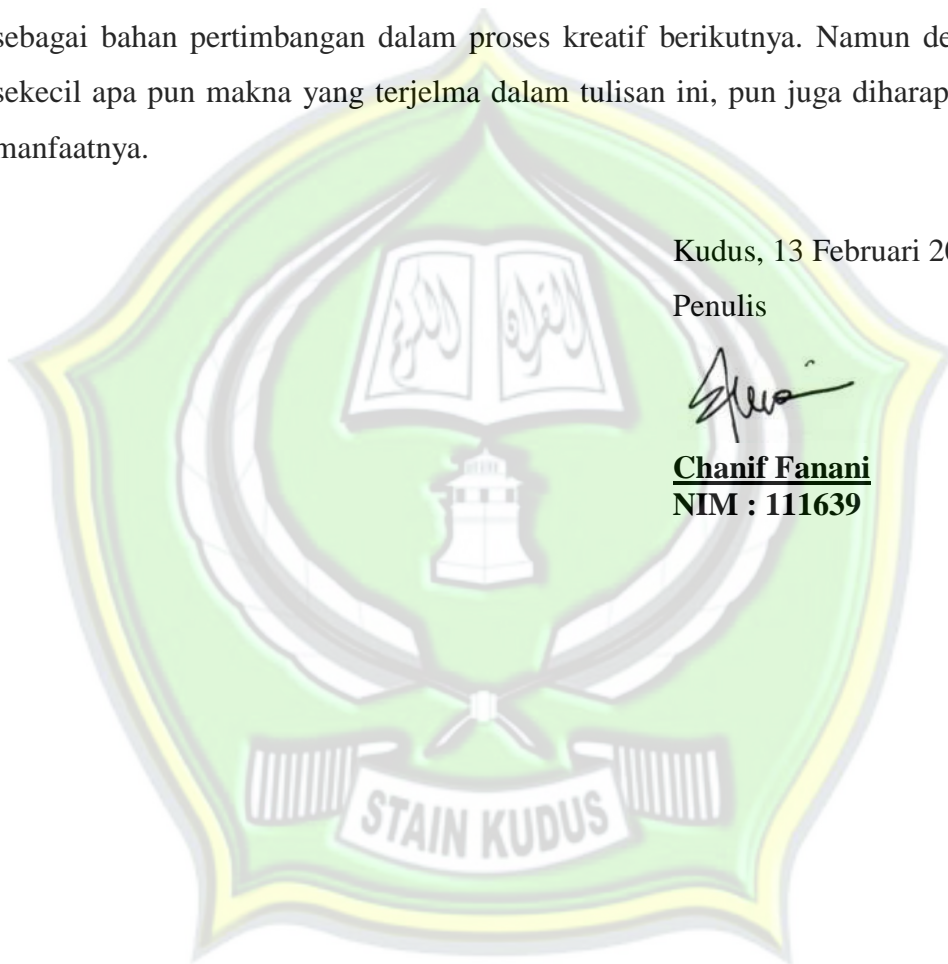 sebagai bahan pertimbangan dalam proses kreatif berikutnya. Namun de
sekecil apa pun makna yang terjelma dalam tulisan ini, pun juga diharap
manfaatnya.
Kudus, 13 Februari 20
Penulis
Chanif Fanani
NIM : 111639
STAIN KUDUS